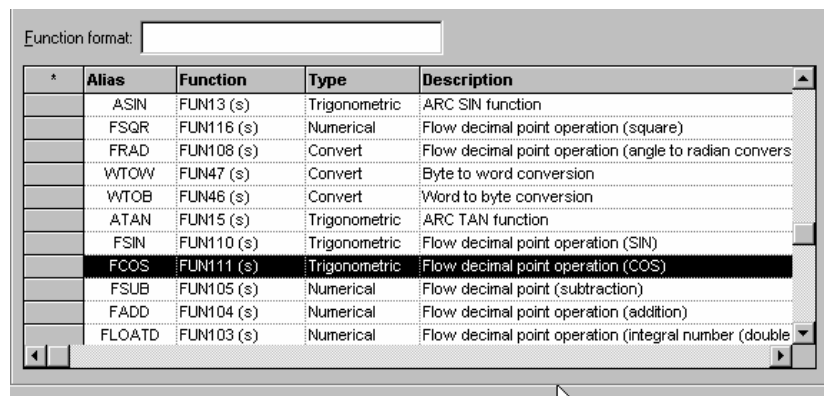 Function format:
* Alias Function Type Description
ASIN FUN13 (s) Trigonometric ARC SIN function
FSQR FUN116 (s) Numerical Flow decimal point operation (square)
FRAD FUN108 (s) Convert Flow decimal point operation (angle to radian convers
WTOW FUN47 (s) Convert Byte to word conversion
WTOB FUN46 (s) Convert Word to byte conversion
ATAN FUN15 (s) Trigonometric ARC TAN function
FSIN FUN110 (s) Trigonometric Flow decimal point operation (SIN)
FCOS FUN111 (s) Trigonometric Flow decimal point operation (COS)
FSUB FUN105 (s) Numerical Flow decimal point (subtraction)
FADD FUN104 (s) Numerical Flow decimal point operation (addition)
FLOATD FUN103 (s) Numerical Flow decimal point operation (integral number (double